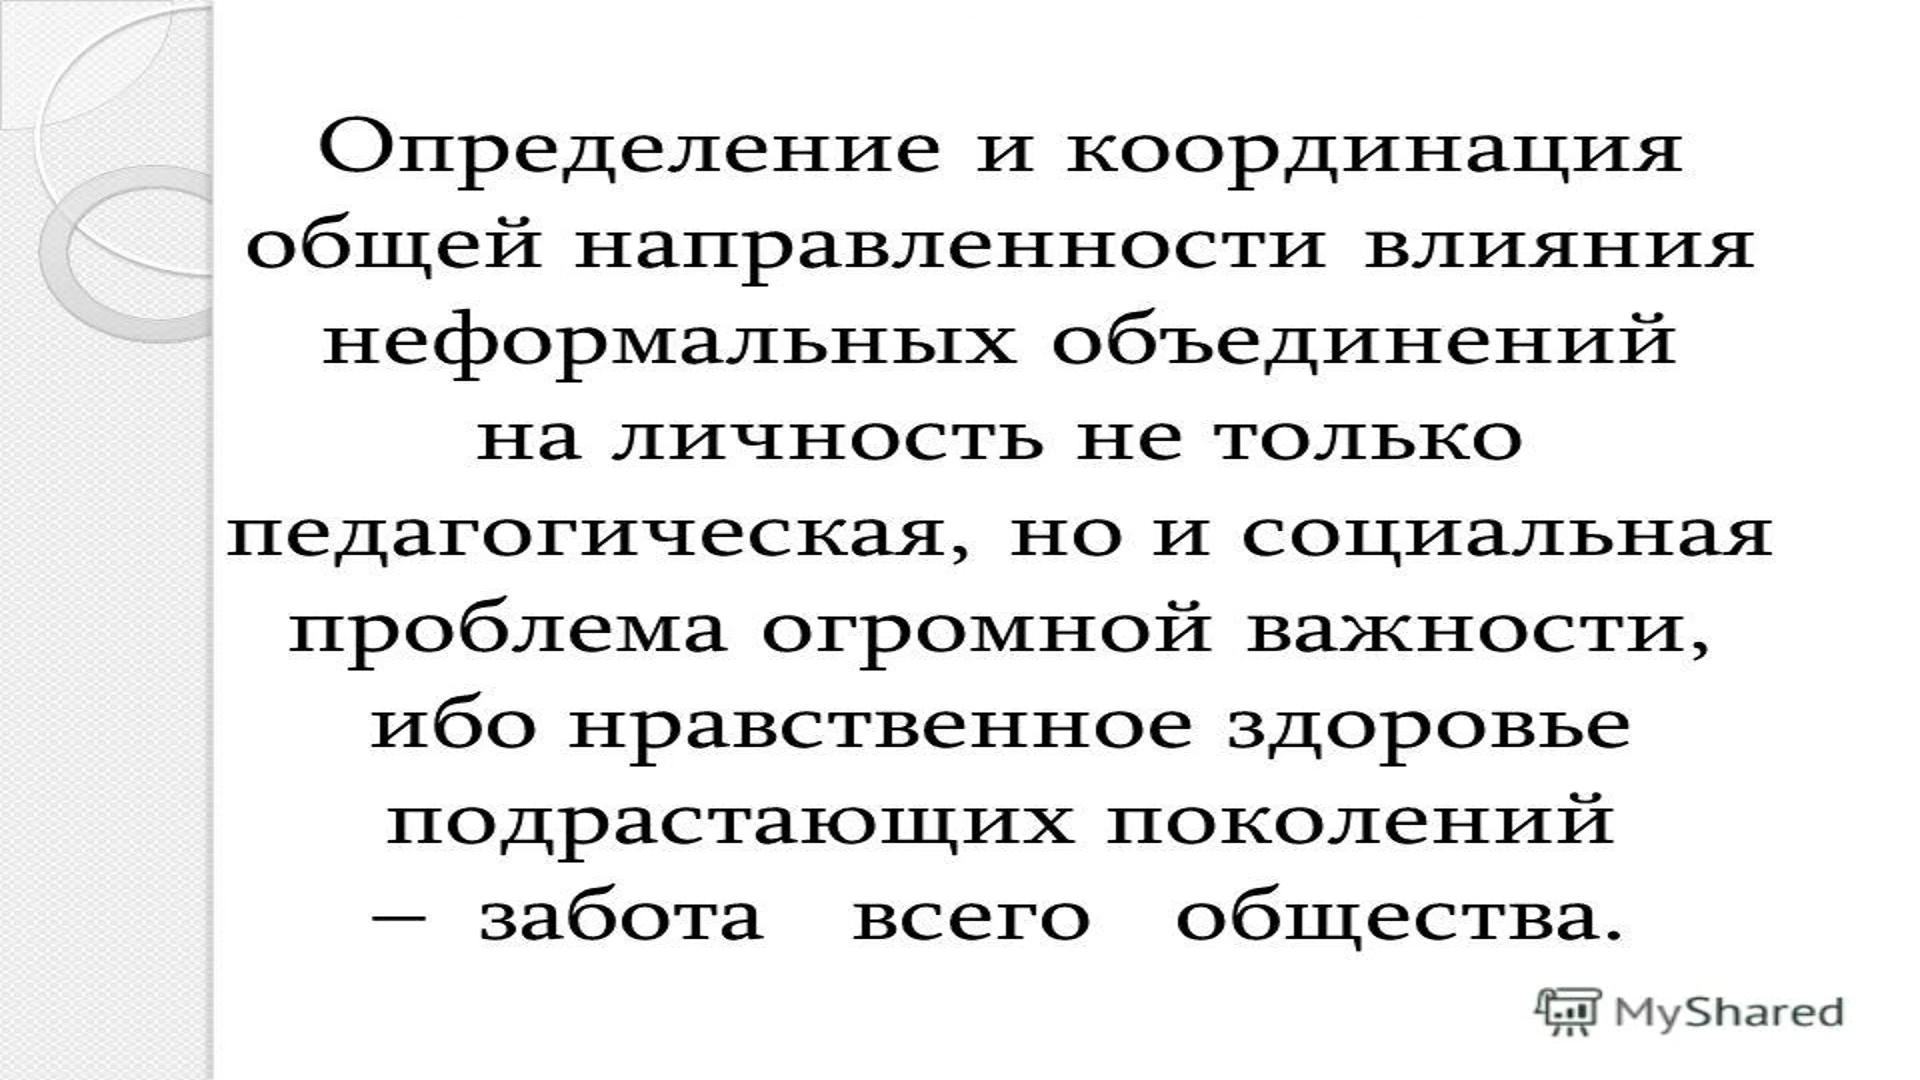 Определение и координация
общей направленности влияния
неформальных объединений
на личность не только
педагогическая, но и социальная
проблема огромной важности,
ибо нравственное здоровье
подрастающих поколений
– забота всего общества.
MyShared